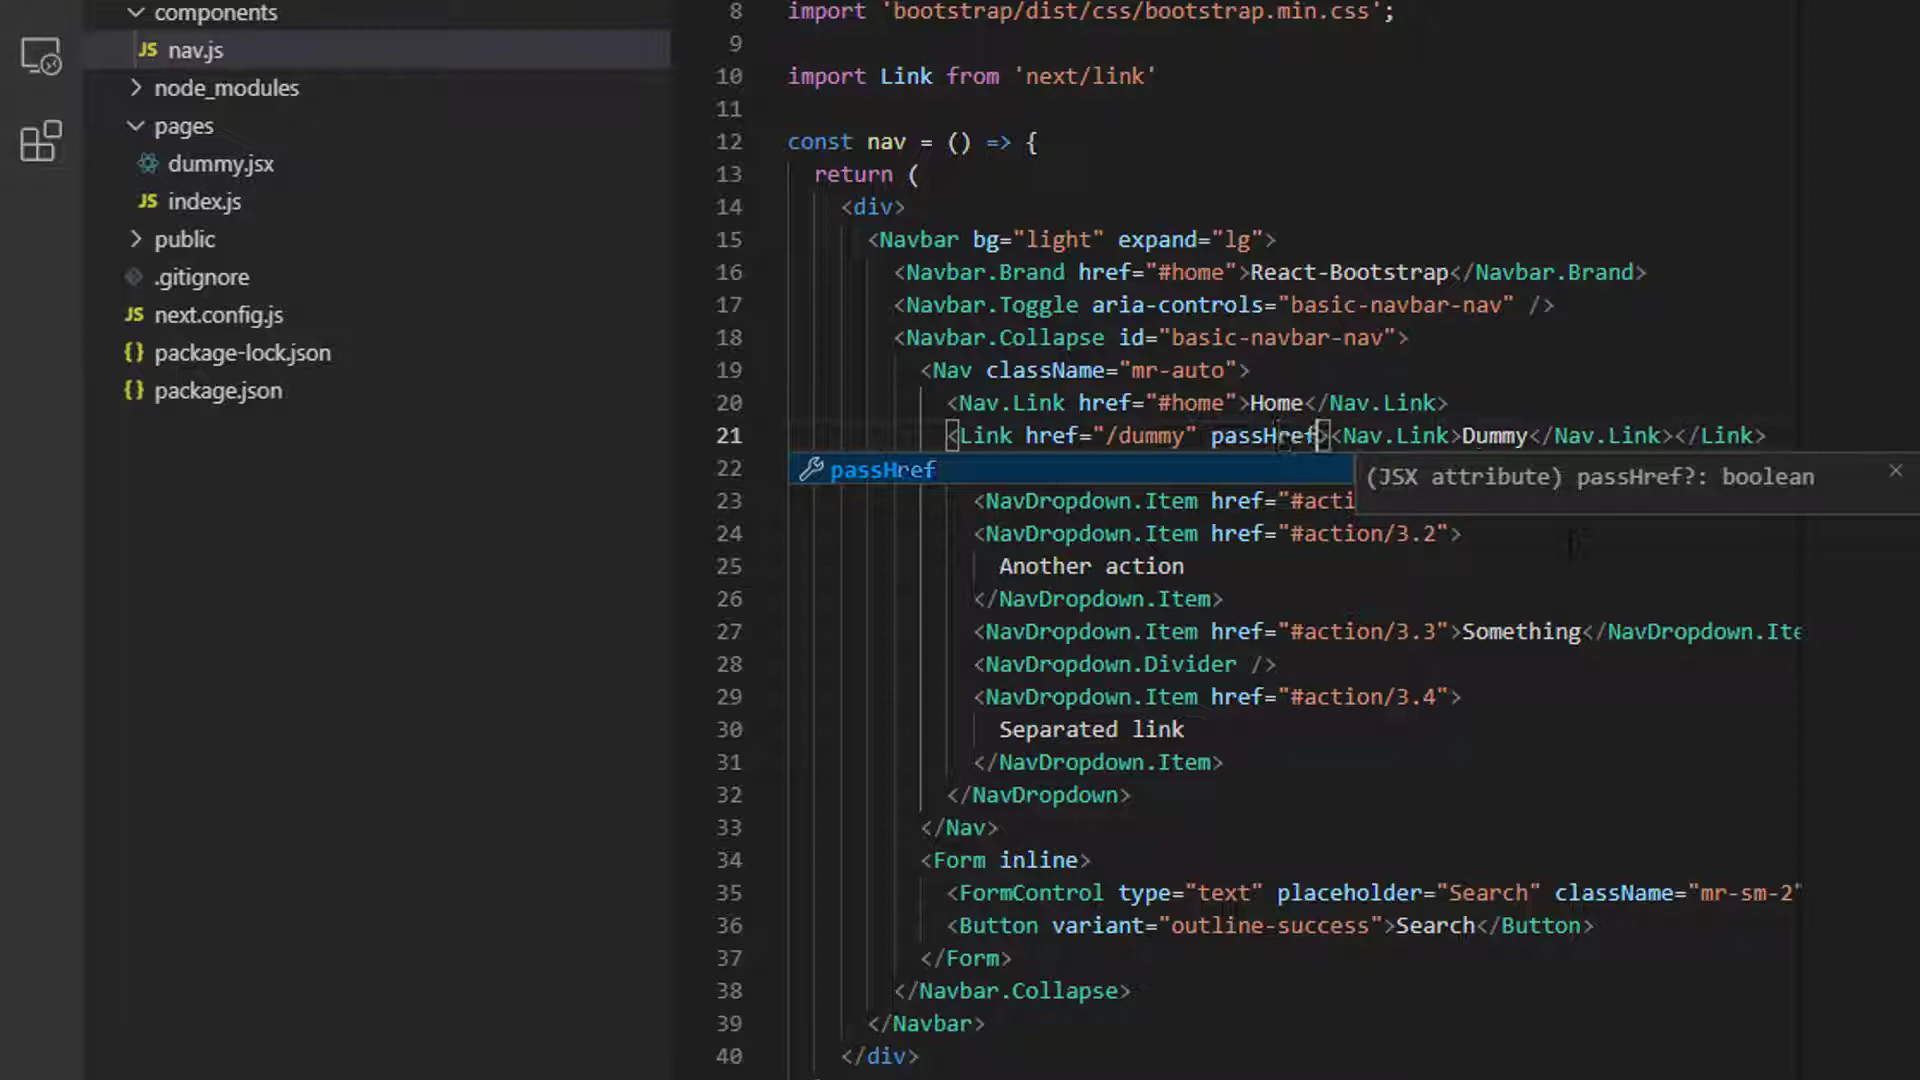 components
JS nav.js
node_modules
pages
dummy.jsx
JS index.js
public
.gitignore
JS next.config.js
{} package-lock.json
{} package.json
8 import 'bootstrap/dist/css/bootstrap.min.css';
9
10 import Link from 'next/link'
11
12 const nav = () => {
13 return (
14 <div>
15 <Navbar bg="light" expand="lg">
16 <Navbar.Brand href="#home">React-Bootstrap</Navbar.Brand>
17 <Navbar.Toggle aria-controls="basic-navbar-nav" />
18 <Navbar.Collapse id="basic-navbar-nav">
19 <Nav className="mr-auto">
20 <Nav.Link href="#home">Home</Nav.Link>
21 <Link href="/dummy" passHref><Nav.Link>Dummy</Nav.Link></Link>
22 passHref
(JSX attribute) passHref?: boolean
23 <NavDropdown.Item href="#acti
24 <NavDropdown.Item href="#action/3.2">
25 Another action
26 </NavDropdown.Item>
27 <NavDropdown.Item href="#action/3.3">Something</NavDropdown.Ite
28 <NavDropdown.Divider />
29 <NavDropdown.Item href="#action/3.4">
30 Separated link
31 </NavDropdown.Item>
32 </NavDropdown>
33 </Nav>
34 <Form inline>
35 <FormControl type="text" placeholder="Search" className="mr-sm-2"
36 <Button variant="outline-success">Search</Button>
37 </Form>
38 </Navbar.Collapse>
39 </Navbar>
40 </div>